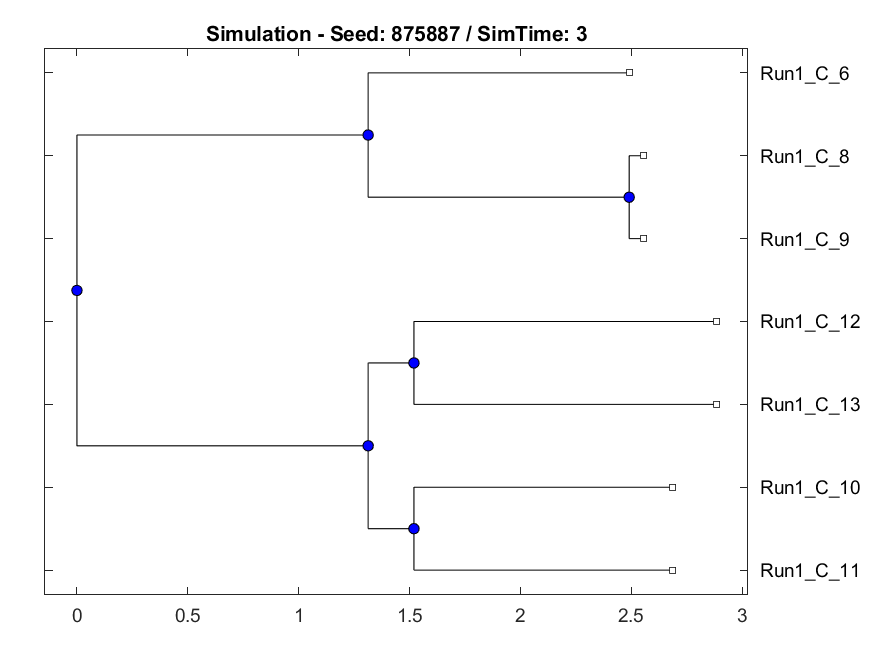 Simulation - Seed: 875887 / SimTime: 3
Run1_C_6
Run1_C_8
Run1_C_9
Run1_C_12
Run1_C_13
Run1_C_10
Run1_C_11
0 0.5 1 1.5 2 2.5 3